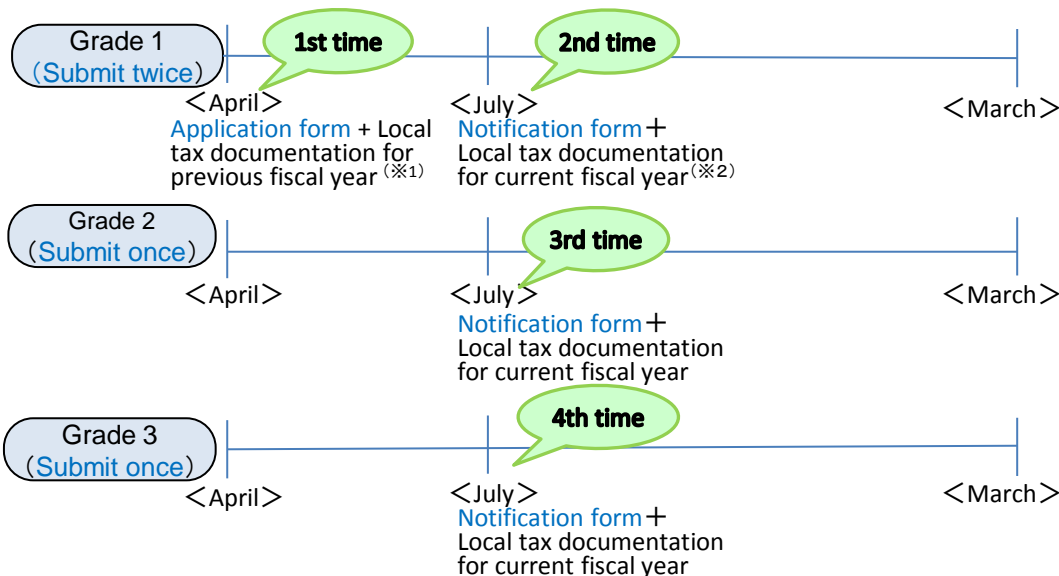 Grade 1
（Submit twice）
1st time
2nd time
＜April＞
＜July＞
＜March＞
Application form + Local
tax documentation for
previous fiscal year（※1）
Notification form＋
Local tax documentation
for current fiscal year（※2）
Grade 2
（Submit once）
3rd time
＜April＞
＜July＞
＜March＞
Notification form＋
Local tax documentation
for current fiscal year
Grade 3
（Submit once）
4th time
＜April＞
＜July＞
＜March＞
Notification form＋
Local tax documentation
for current fiscal year